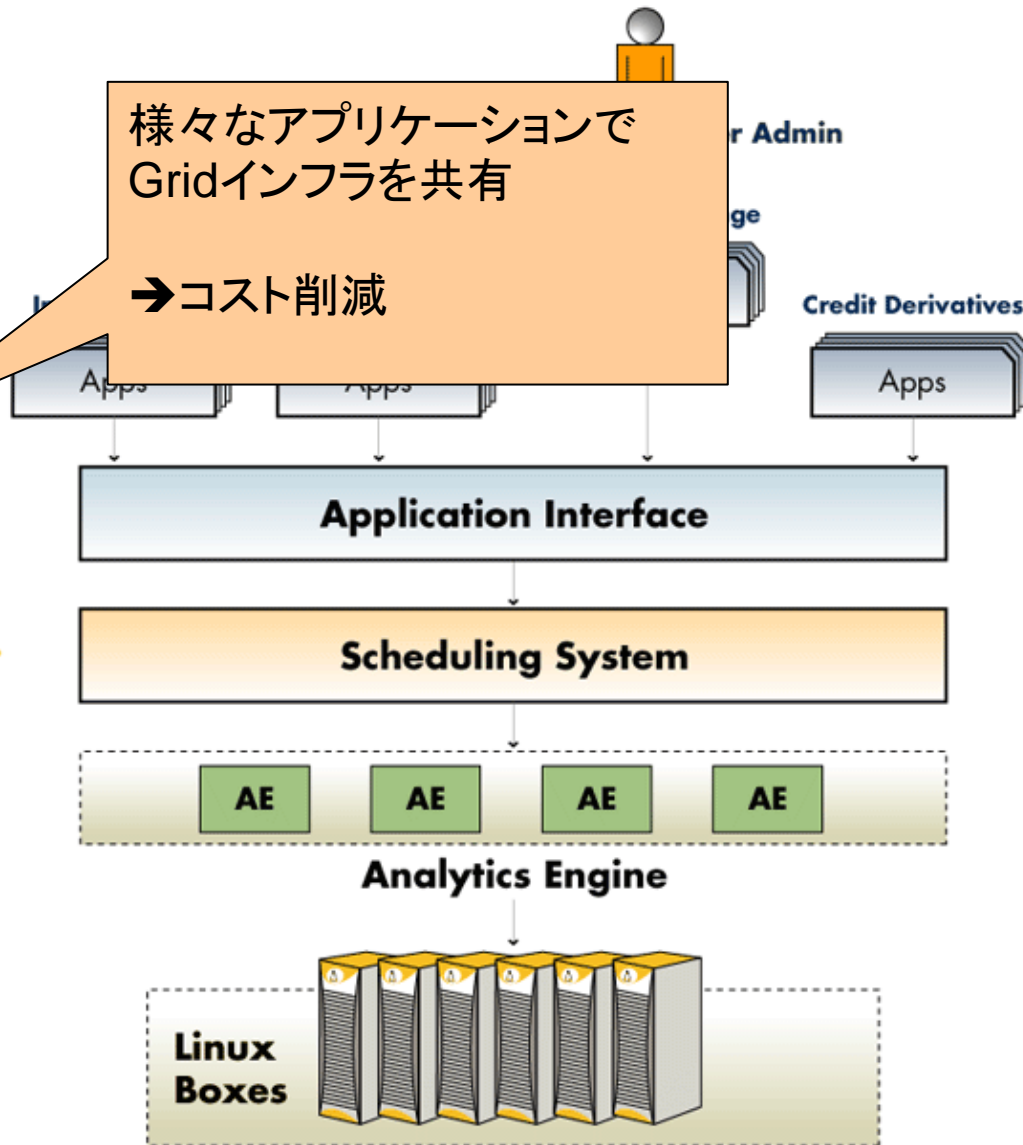 様々なアプリケーションで
Gridインフラを共有
➔コスト削減
Admin
Credit Derivatives
Apps
Apps
Apps
Application Interface
Scheduling System
AE AE AE AE
Analytics Engine
Linux
Boxes